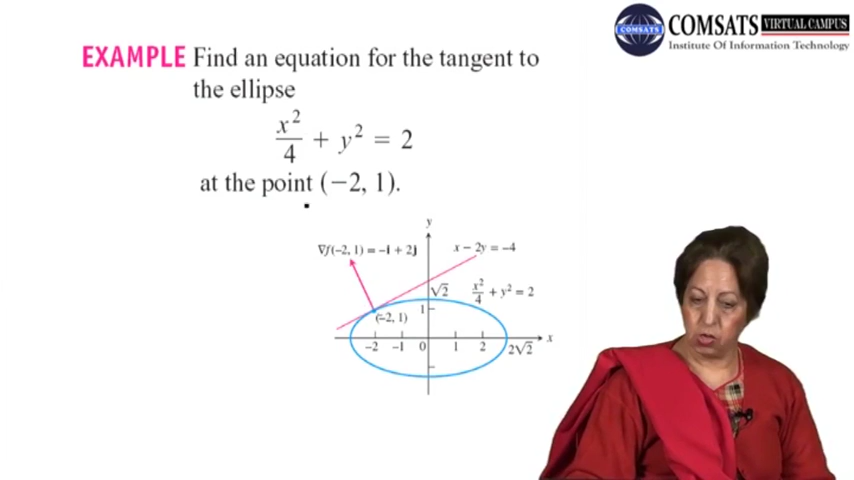 COMSATS VIRTUAL CAMPUS
COMSATS
Institute Of Information Technology
EXAMPLE Find an equation for the tangent to
the ellipse
x²/4 + y² = 2
at the point (−2, 1).
y
∇f(−2, 1) = −i + 2j
x − 2y = −4
√2
x²/4 + y² = 2
1
(−2, 1)
−2 −1 0 1 2 2√2 x